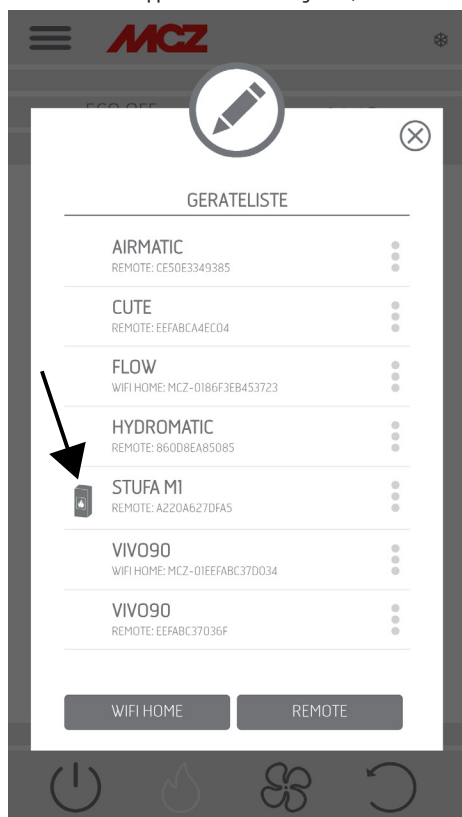 MCZ
GERATELISTE
AIRMATIC
REMOTE: CE50E3349385
CUTE
REMOTE: EEFABCA4EC04
FLOW
WIFI HOME: MCZ-0186F3EB453723
HYDROMATIC
REMOTE: 860D8EA85085
STUFA M1
REMOTE: A220A627DFA5
VIVO90
WIFI HOME: MCZ-01EEFABC37D034
VIVO90
REMOTE: EEFABC37036F
WIFI HOME REMOTE